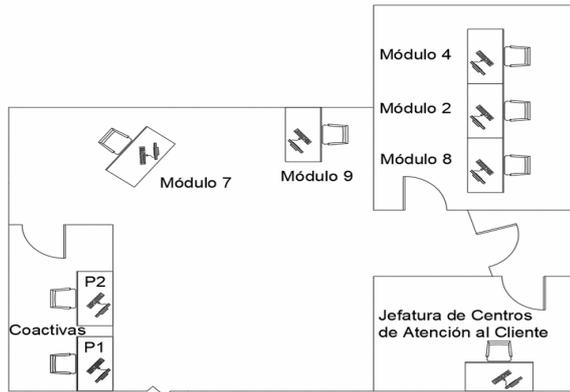 Módulo 4
Módulo 2
Módulo 8
Módulo 7
Módulo 9
P2
Coactivas
P1
Jefatura de Centros
de Atención al Cliente